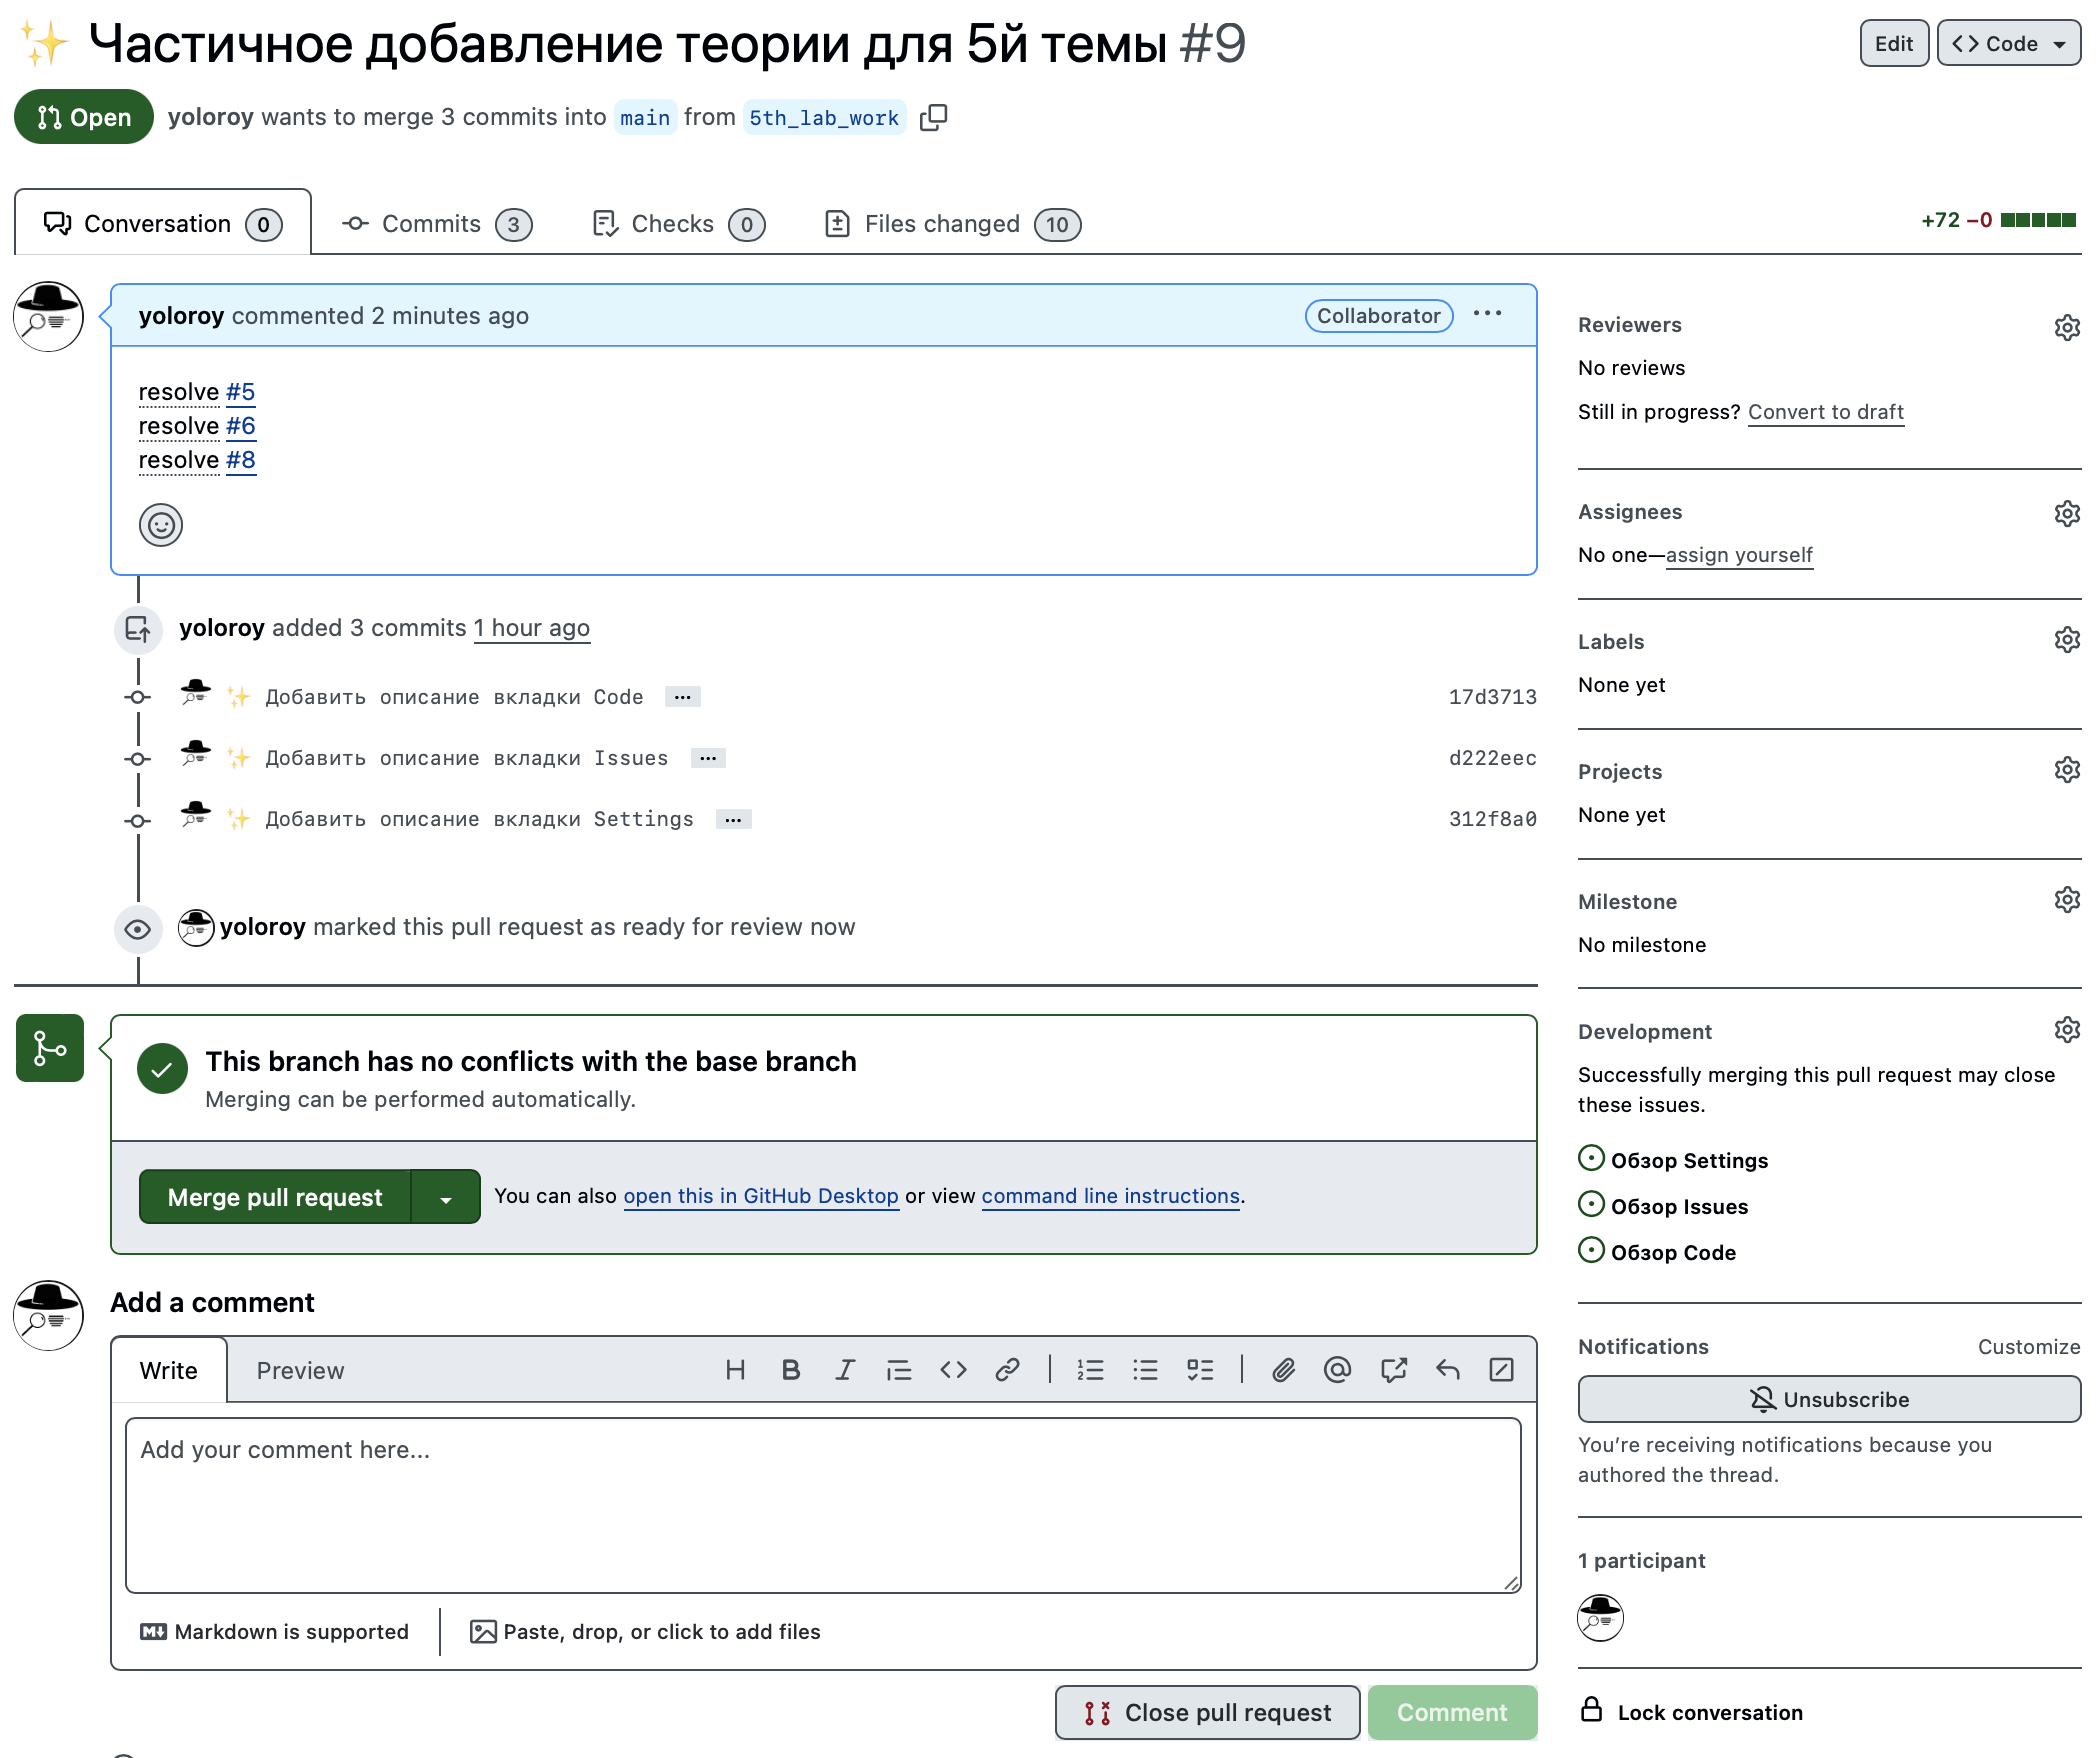 ✨ Частичное добавление теории для 5й темы #9
Edit
<> Code
Open
yoloroy wants to merge 3 commits into main from 5th_lab_work
Conversation 0
Commits 3
Checks 0
Files changed 10
+72 −0
yoloroy commented 2 minutes ago
Collaborator
...
resolve #5
resolve #6
resolve #8
yoloroy added 3 commits 1 hour ago
✨ Добавить описание вкладки Code ...
17d3713
✨ Добавить описание вкладки Issues ...
d222eec
✨ Добавить описание вкладки Settings ...
312f8a0
yoloroy marked this pull request as ready for review now
This branch has no conflicts with the base branch
Merging can be performed automatically.
Merge pull request
You can also open this in GitHub Desktop or view command line instructions.
Add a comment
Write
Preview
Add your comment here...
Markdown is supported
Paste, drop, or click to add files
Close pull request
Comment
Reviewers
No reviews
Still in progress? Convert to draft
Assignees
No one—assign yourself
Labels
None yet
Projects
None yet
Milestone
No milestone
Development
Successfully merging this pull request may close
these issues.
Обзор Settings
Обзор Issues
Обзор Code
Notifications
Customize
Unsubscribe
You’re receiving notifications because you
authored the thread.
1 participant
Lock conversation